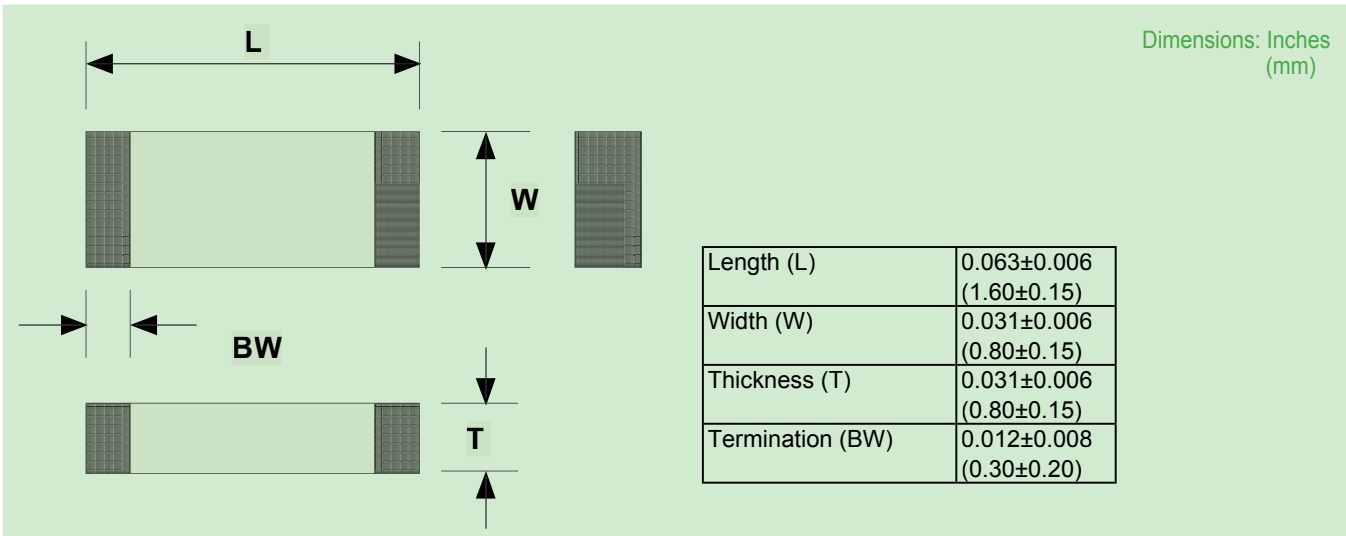 L
Dimensions: Inches
(mm)
W
BW
T
Length (L) 0.063±0.006
(1.60±0.15)
Width (W) 0.031±0.006
(0.80±0.15)
Thickness (T) 0.031±0.006
(0.80±0.15)
Termination (BW) 0.012±0.008
(0.30±0.20)